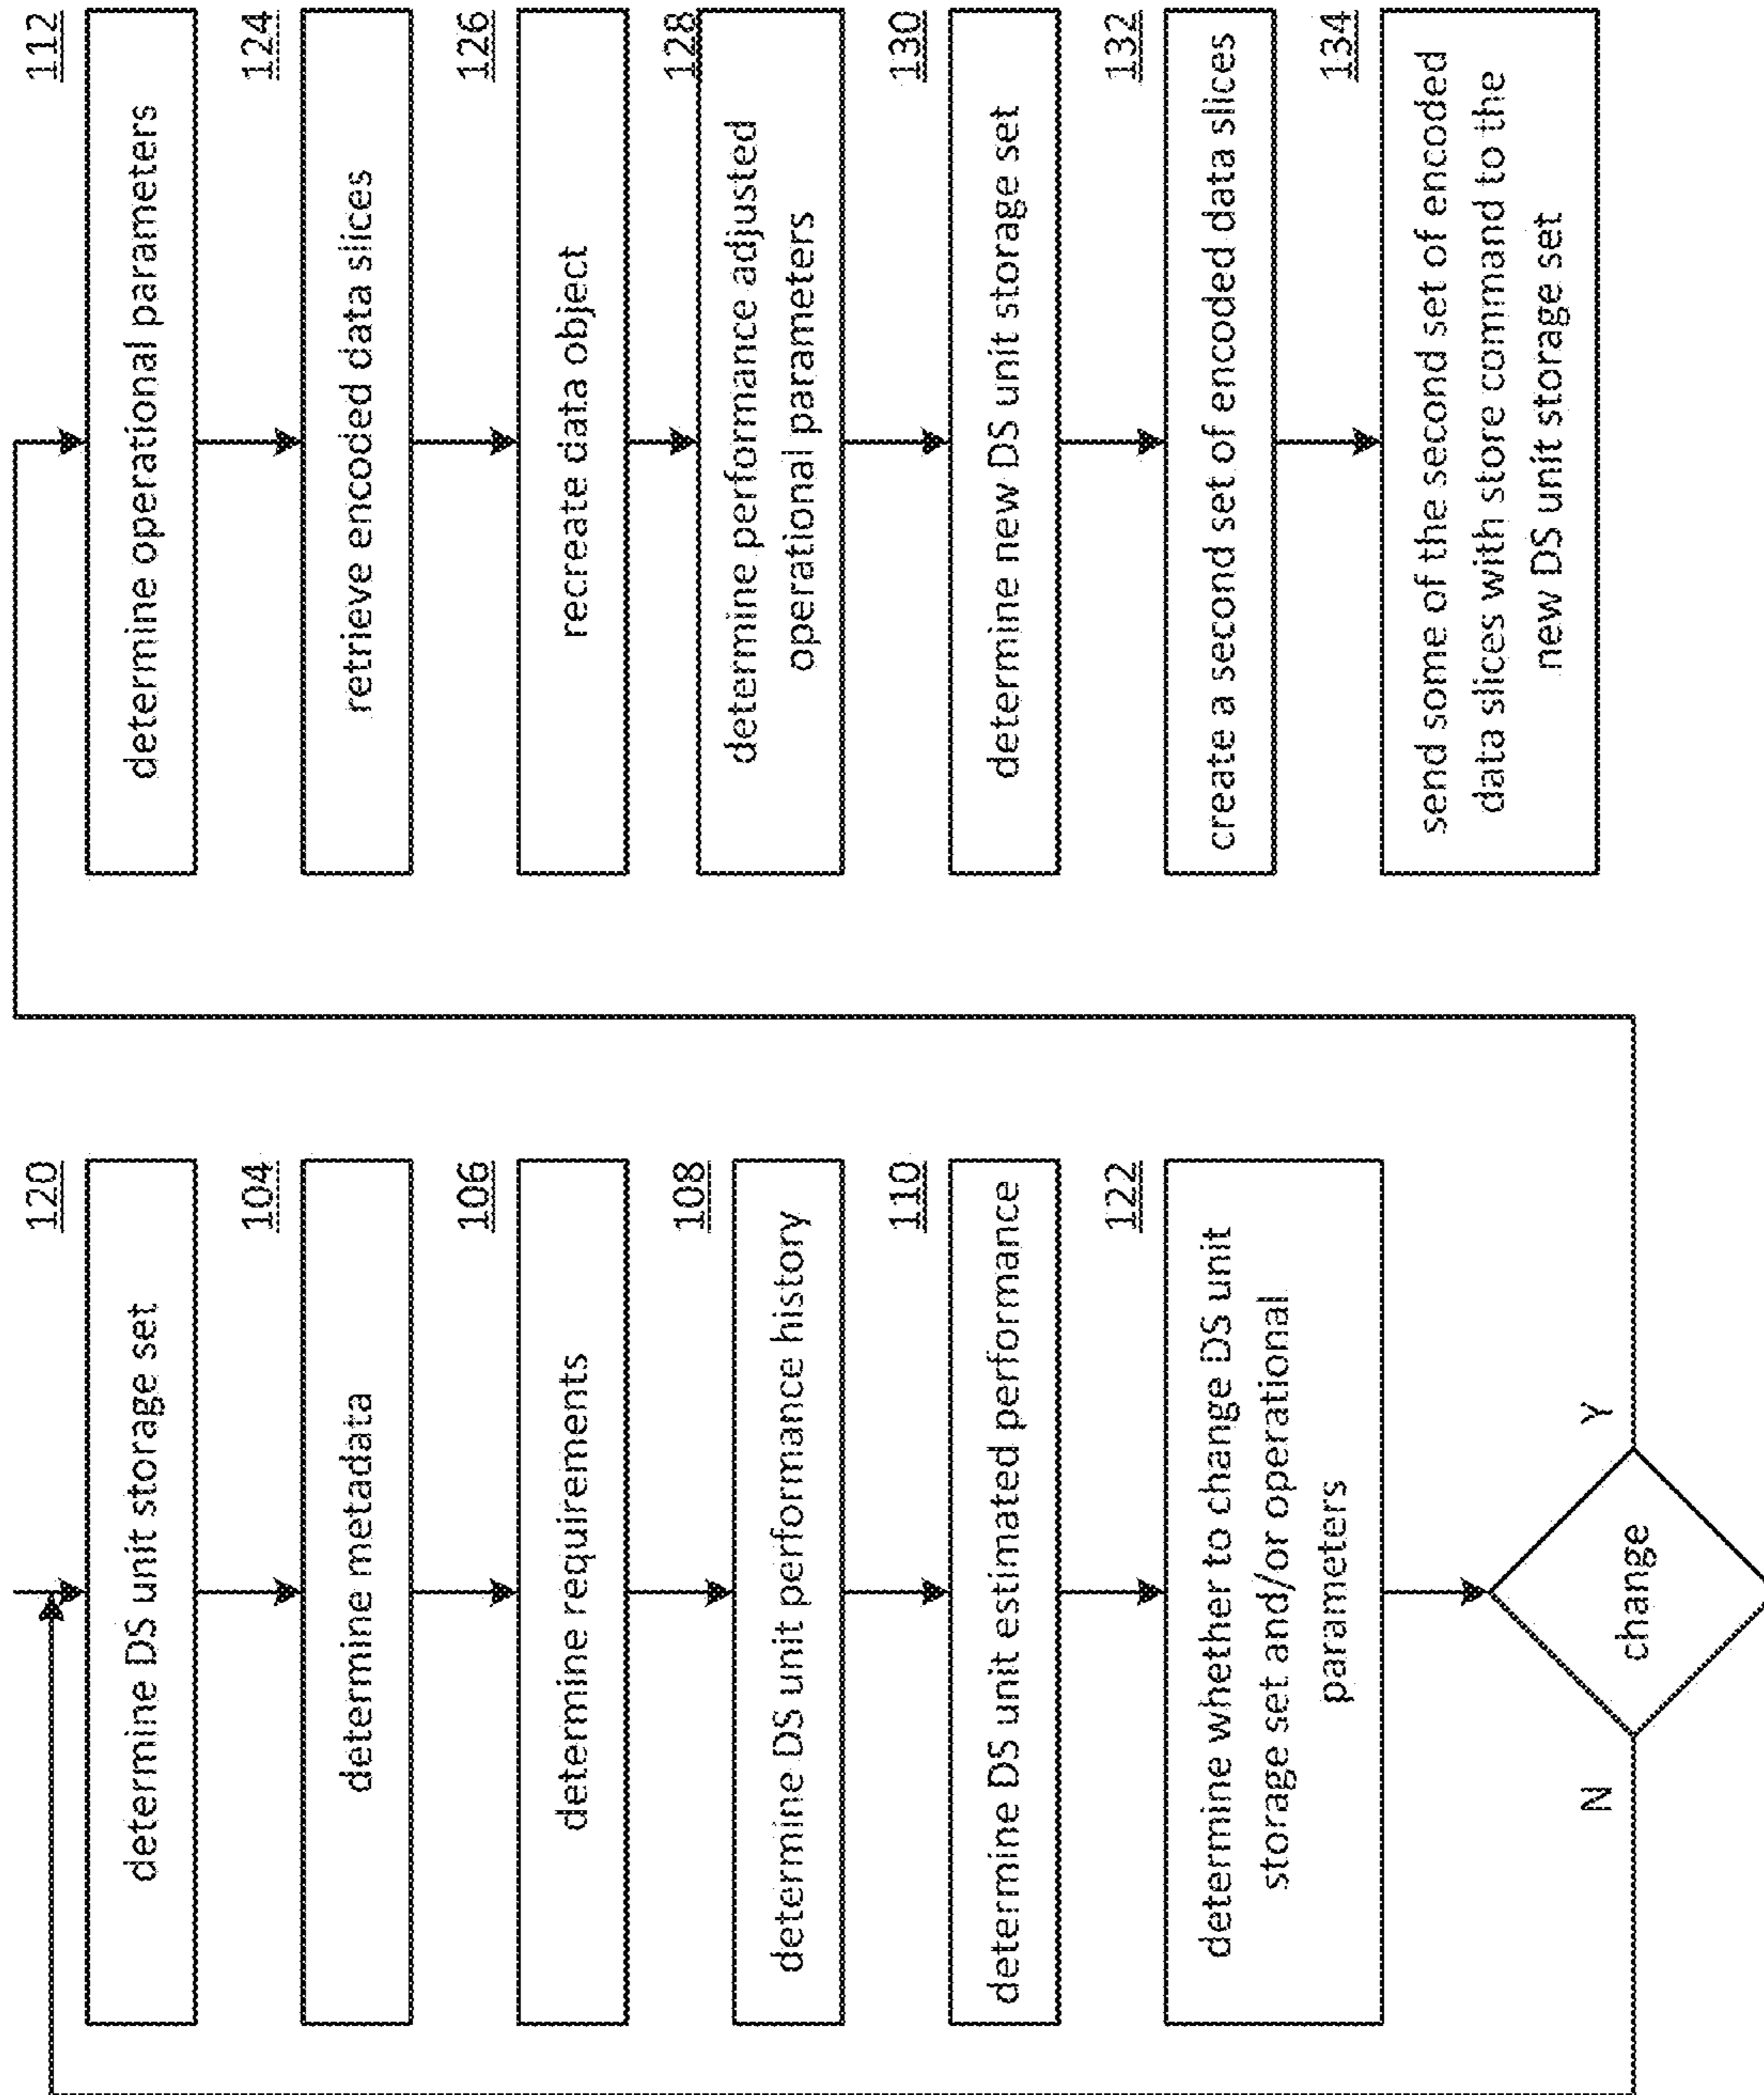 120
determine DS unit storage set
104
determine metadata
106
determine requirements
108
determine DS unit performance history
110
determine DS unit estimated performance
122
determine whether to change DS unit
storage set and/or operational
parameters
change
N
Y
112
determine operational parameters
124
retrieve encoded data slices
126
recreate data object
128
determine performance adjusted
operational parameters
130
determine new DS unit storage set
132
create a second set of encoded data slices
134
send some of the second set of encoded
data slices with store command to the
new DS unit storage set